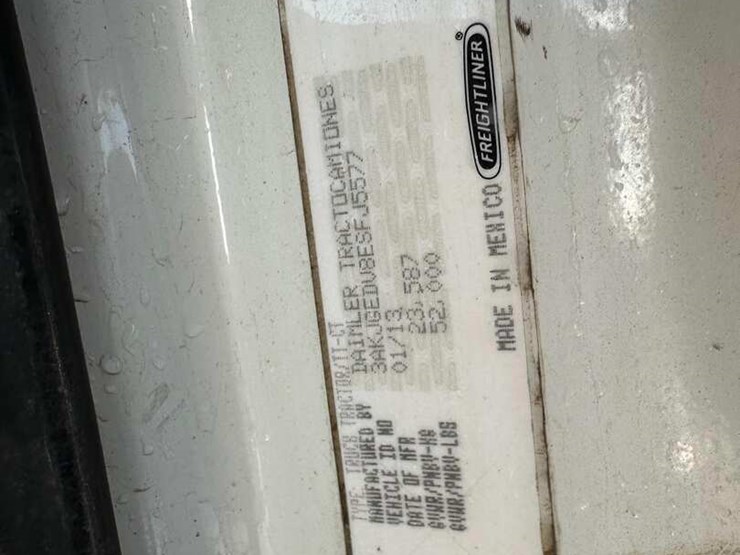 TYPE TRUCK TRACTOR/TT-CT
MANUFACTURED BY DAIMLER TRACTOCAMIONES
VEHICLE ID NO 3AKJGEDV8ESFJ5577
DATE OF MFR 01/13
GVWR/PNBV-KG 23,587
GVWR/PNBV-LBS 52,000
MADE IN MEXICO FREIGHTLINER®